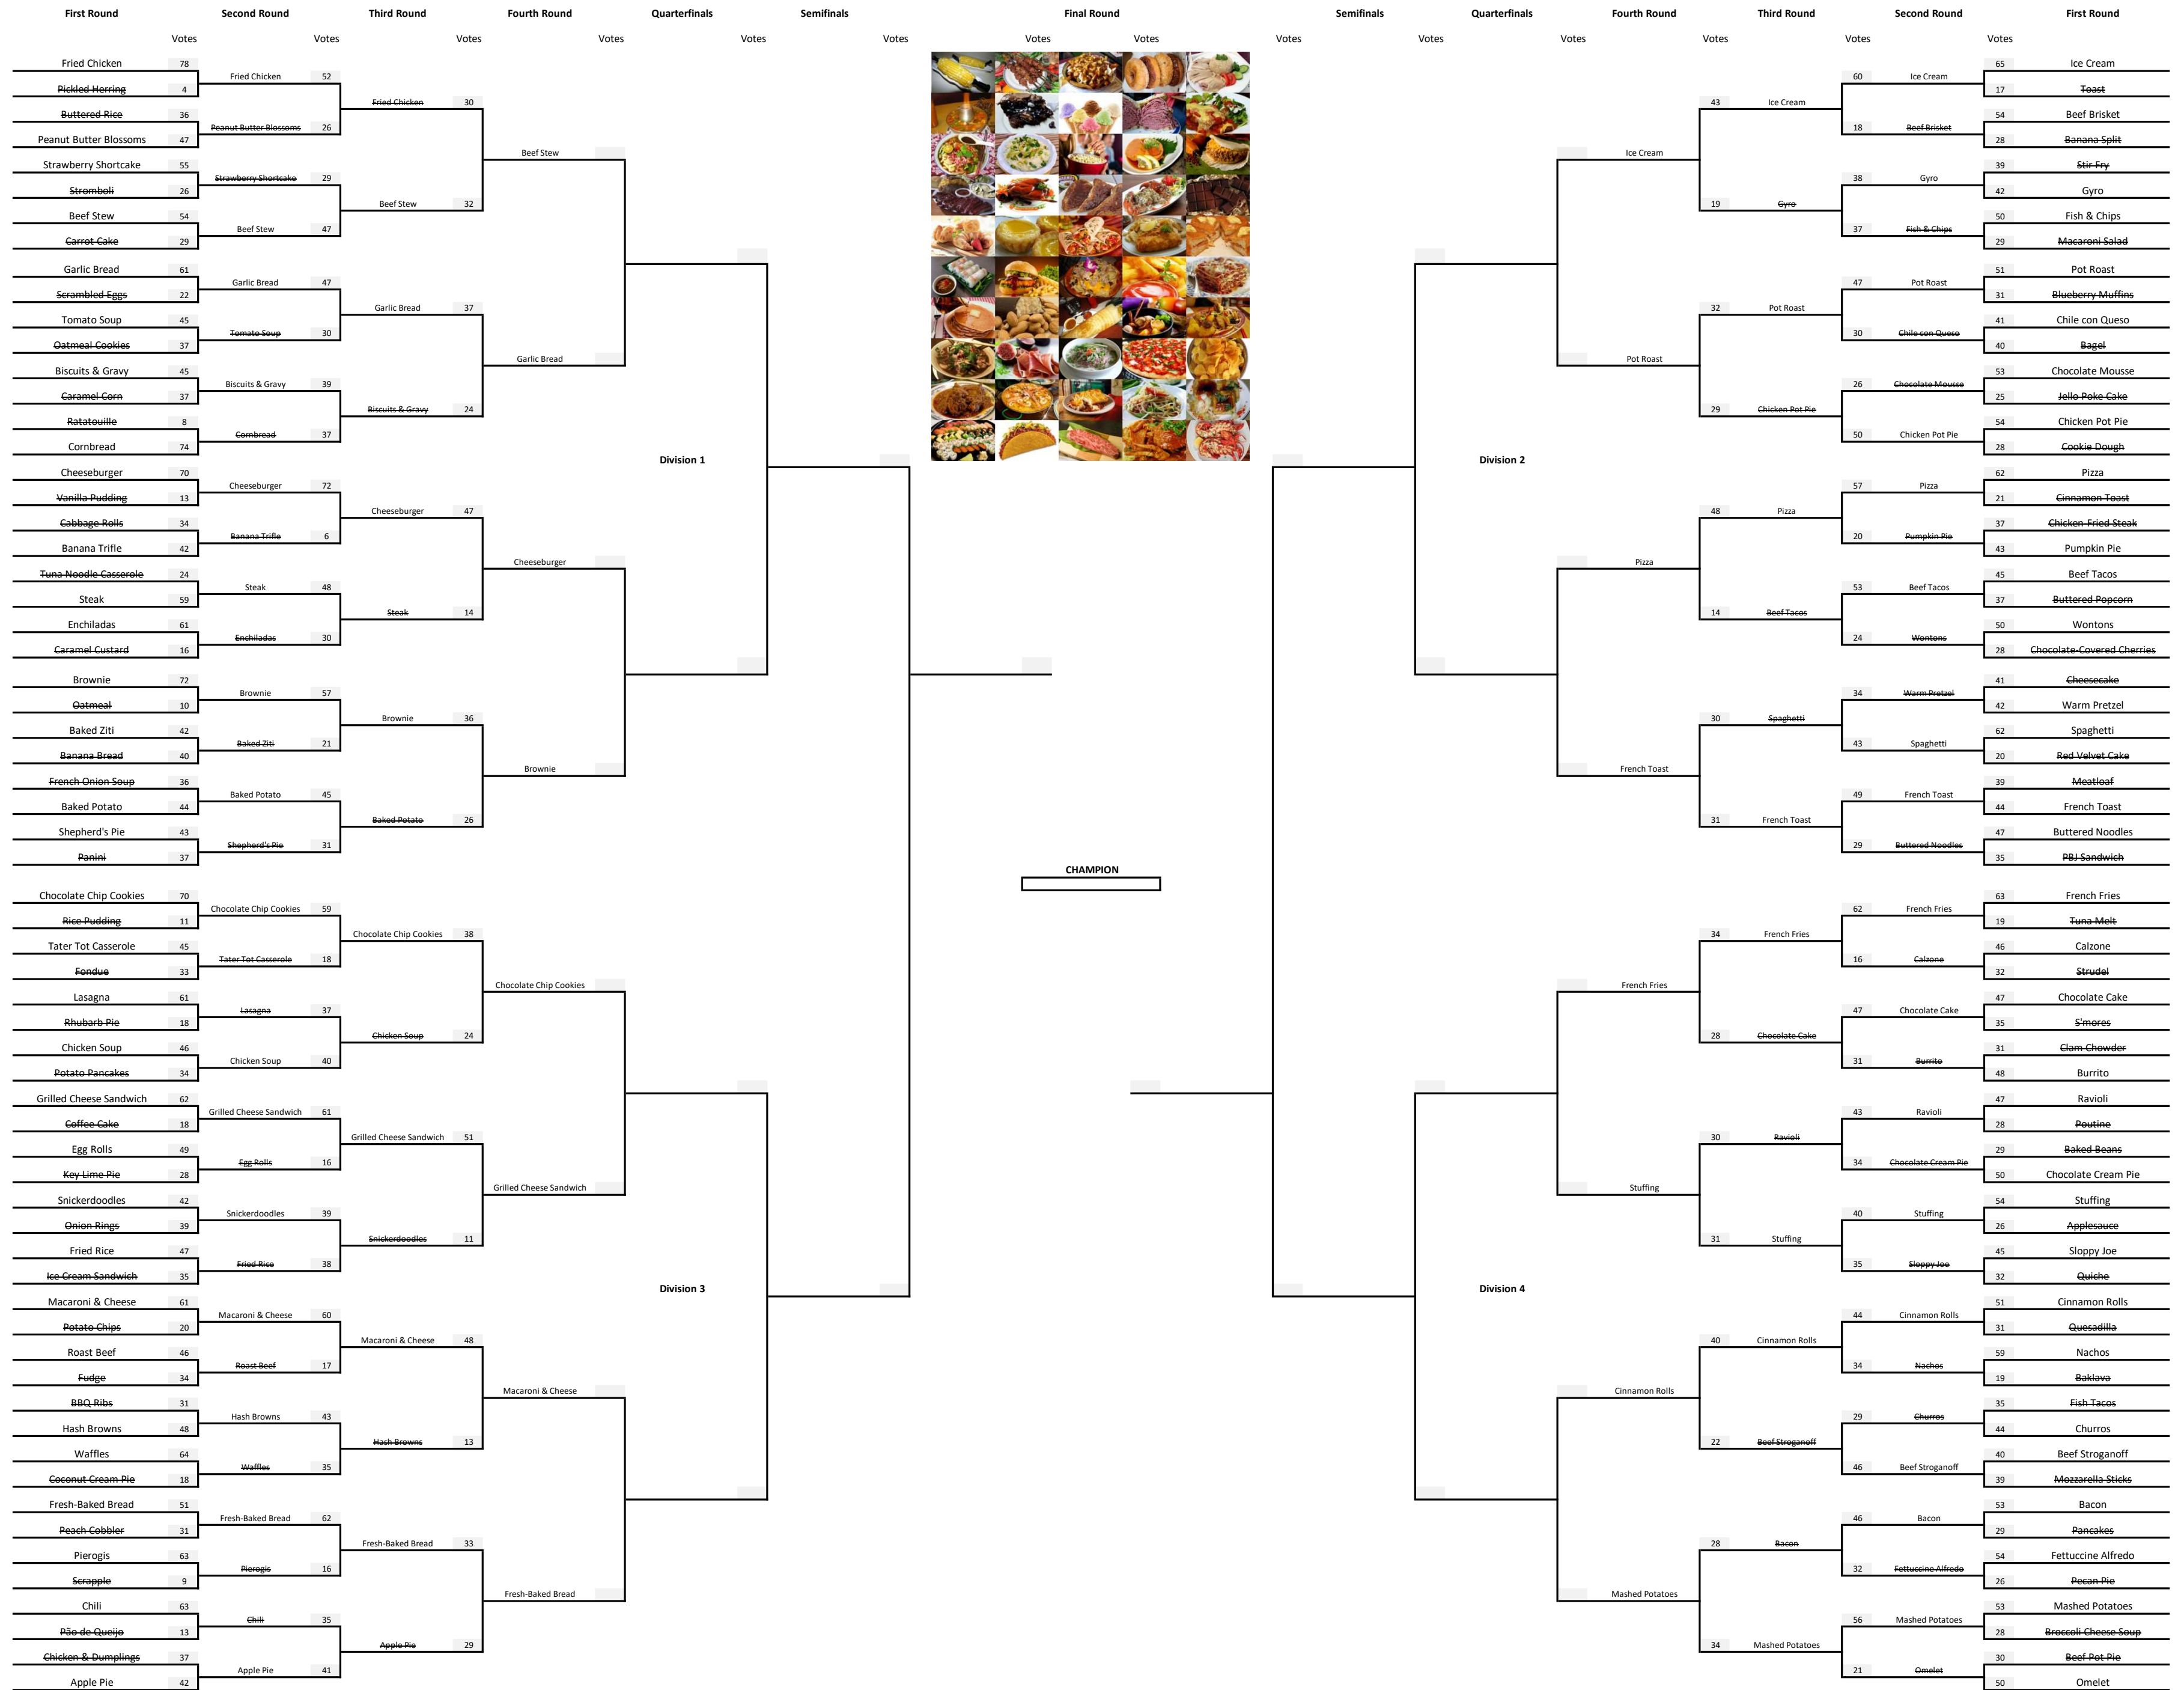 First Round
Second Round
Third Round
Fourth Round
Quarterfinals
Semifinals
Final Round
Semifinals
Quarterfinals
Fourth Round
Third Round
Second Round
First Round
Votes Votes Votes Votes Votes Votes Votes Votes Votes Votes Votes Votes Votes Votes
Fried Chicken 78
Pickled Herring 4
Buttered Rice 36
Peanut Butter Blossoms 47
Strawberry Shortcake 55
Stromboli 26
Beef Stew 54
Carrot Cake 29
Garlic Bread 61
Scrambled Eggs 22
Tomato Soup 45
Oatmeal Cookies 37
Biscuits & Gravy 45
Caramel Corn 37
Ratatouille 8
Cornbread 74
Cheeseburger 70
Vanilla Pudding 13
Cabbage Rolls 34
Banana Trifle 42
Tuna Noodle Casserole 24
Steak 59
Enchiladas 61
Caramel Custard 16
Brownie 72
Oatmeal 10
Baked Ziti 42
Banana Bread 40
French Onion Soup 36
Baked Potato 44
Shepherd's Pie 43
Panini 37
Chocolate Chip Cookies 70
Rice Pudding 11
Tater Tot Casserole 45
Fondue 33
Lasagna 61
Rhubarb Pie 18
Chicken Soup 46
Potato Pancakes 34
Grilled Cheese Sandwich 62
Coffee Cake 18
Egg Rolls 49
Key Lime Pie 28
Snickerdoodles 42
Onion Rings 39
Fried Rice 47
Ice Cream Sandwich 35
Macaroni & Cheese 61
Potato Chips 20
Roast Beef 46
Fudge 34
BBQ Ribs 31
Hash Browns 48
Waffles 64
Coconut Cream Pie 18
Fresh-Baked Bread 51
Peach Cobbler 31
Pierogis 63
Scrapple 9
Chili 63
Pão de Queijo 13
Chicken & Dumplings 37
Apple Pie 42
Fried Chicken 52
Peanut Butter Blossoms 26
Strawberry Shortcake 29
Beef Stew 47
Garlic Bread 47
Tomato Soup 30
Biscuits & Gravy 39
Cornbread 37
Cheeseburger 72
Banana Trifle 6
Steak 48
Enchiladas 30
Brownie 57
Baked Ziti 21
Baked Potato 45
Shepherd's Pie 31
Chocolate Chip Cookies 59
Tater Tot Casserole 18
Lasagna 37
Chicken Soup 40
Grilled Cheese Sandwich 61
Egg Rolls 16
Snickerdoodles 39
Fried Rice 38
Macaroni & Cheese 60
Roast Beef 17
Hash Browns 43
Waffles 35
Fresh-Baked Bread 62
Pierogis 16
Chili 35
Apple Pie 41
Fried Chicken 30
Beef Stew 32
Garlic Bread 37
Biscuits & Gravy 24
Cheeseburger 47
Steak 14
Brownie 36
Baked Potato 26
Chocolate Chip Cookies 38
Chicken Soup 24
Grilled Cheese Sandwich 51
Snickerdoodles 11
Macaroni & Cheese 48
Hash Browns 13
Fresh-Baked Bread 33
Apple Pie 29
Beef Stew
Garlic Bread
Cheeseburger
Brownie
Chocolate Chip Cookies
Grilled Cheese Sandwich
Macaroni & Cheese
Fresh-Baked Bread
Division 1
Division 3
CHAMPION
Division 2
Division 4
Ice Cream
Pot Roast
Pizza
French Toast
French Fries
Stuffing
Cinnamon Rolls
Mashed Potatoes
43 Ice Cream
19 Gyro
32 Pot Roast
29 Chicken Pot Pie
48 Pizza
14 Beef Tacos
30 Spaghetti
31 French Toast
34 French Fries
28 Chocolate Cake
30 Ravioli
31 Stuffing
40 Cinnamon Rolls
22 Beef Stroganoff
28 Bacon
34 Mashed Potatoes
60 Ice Cream
18 Beef Brisket
38 Gyro
37 Fish & Chips
47 Pot Roast
30 Chile con Queso
26 Chocolate Mousse
50 Chicken Pot Pie
57 Pizza
20 Pumpkin Pie
53 Beef Tacos
24 Wontons
34 Warm Pretzel
43 Spaghetti
49 French Toast
29 Buttered Noodles
62 French Fries
16 Calzone
47 Chocolate Cake
31 Burrito
43 Ravioli
34 Chocolate Cream Pie
40 Stuffing
35 Sloppy Joe
44 Cinnamon Rolls
34 Nachos
29 Churros
46 Beef Stroganoff
46 Bacon
32 Fettuccine Alfredo
56 Mashed Potatoes
21 Omelet
65 Ice Cream
17 Toast
54 Beef Brisket
28 Banana Split
39 Stir Fry
42 Gyro
50 Fish & Chips
29 Macaroni Salad
51 Pot Roast
31 Blueberry Muffins
41 Chile con Queso
40 Bagel
53 Chocolate Mousse
25 Jello Poke Cake
54 Chicken Pot Pie
28 Cookie Dough
62 Pizza
21 Cinnamon Toast
37 Chicken-Fried Steak
43 Pumpkin Pie
45 Beef Tacos
37 Buttered Popcorn
50 Wontons
28 Chocolate-Covered Cherries
41 Cheesecake
42 Warm Pretzel
62 Spaghetti
20 Red Velvet Cake
39 Meatloaf
44 French Toast
47 Buttered Noodles
35 PBJ Sandwich
63 French Fries
19 Tuna Melt
46 Calzone
32 Strudel
47 Chocolate Cake
35 S'mores
31 Clam Chowder
48 Burrito
47 Ravioli
28 Poutine
29 Baked Beans
50 Chocolate Cream Pie
54 Stuffing
26 Applesauce
45 Sloppy Joe
32 Quiche
51 Cinnamon Rolls
31 Quesadilla
59 Nachos
19 Baklava
35 Fish Tacos
44 Churros
40 Beef Stroganoff
39 Mozzarella Sticks
53 Bacon
29 Pancakes
54 Fettuccine Alfredo
26 Pecan Pie
53 Mashed Potatoes
28 Broccoli Cheese Soup
30 Beef Pot Pie
50 Omelet